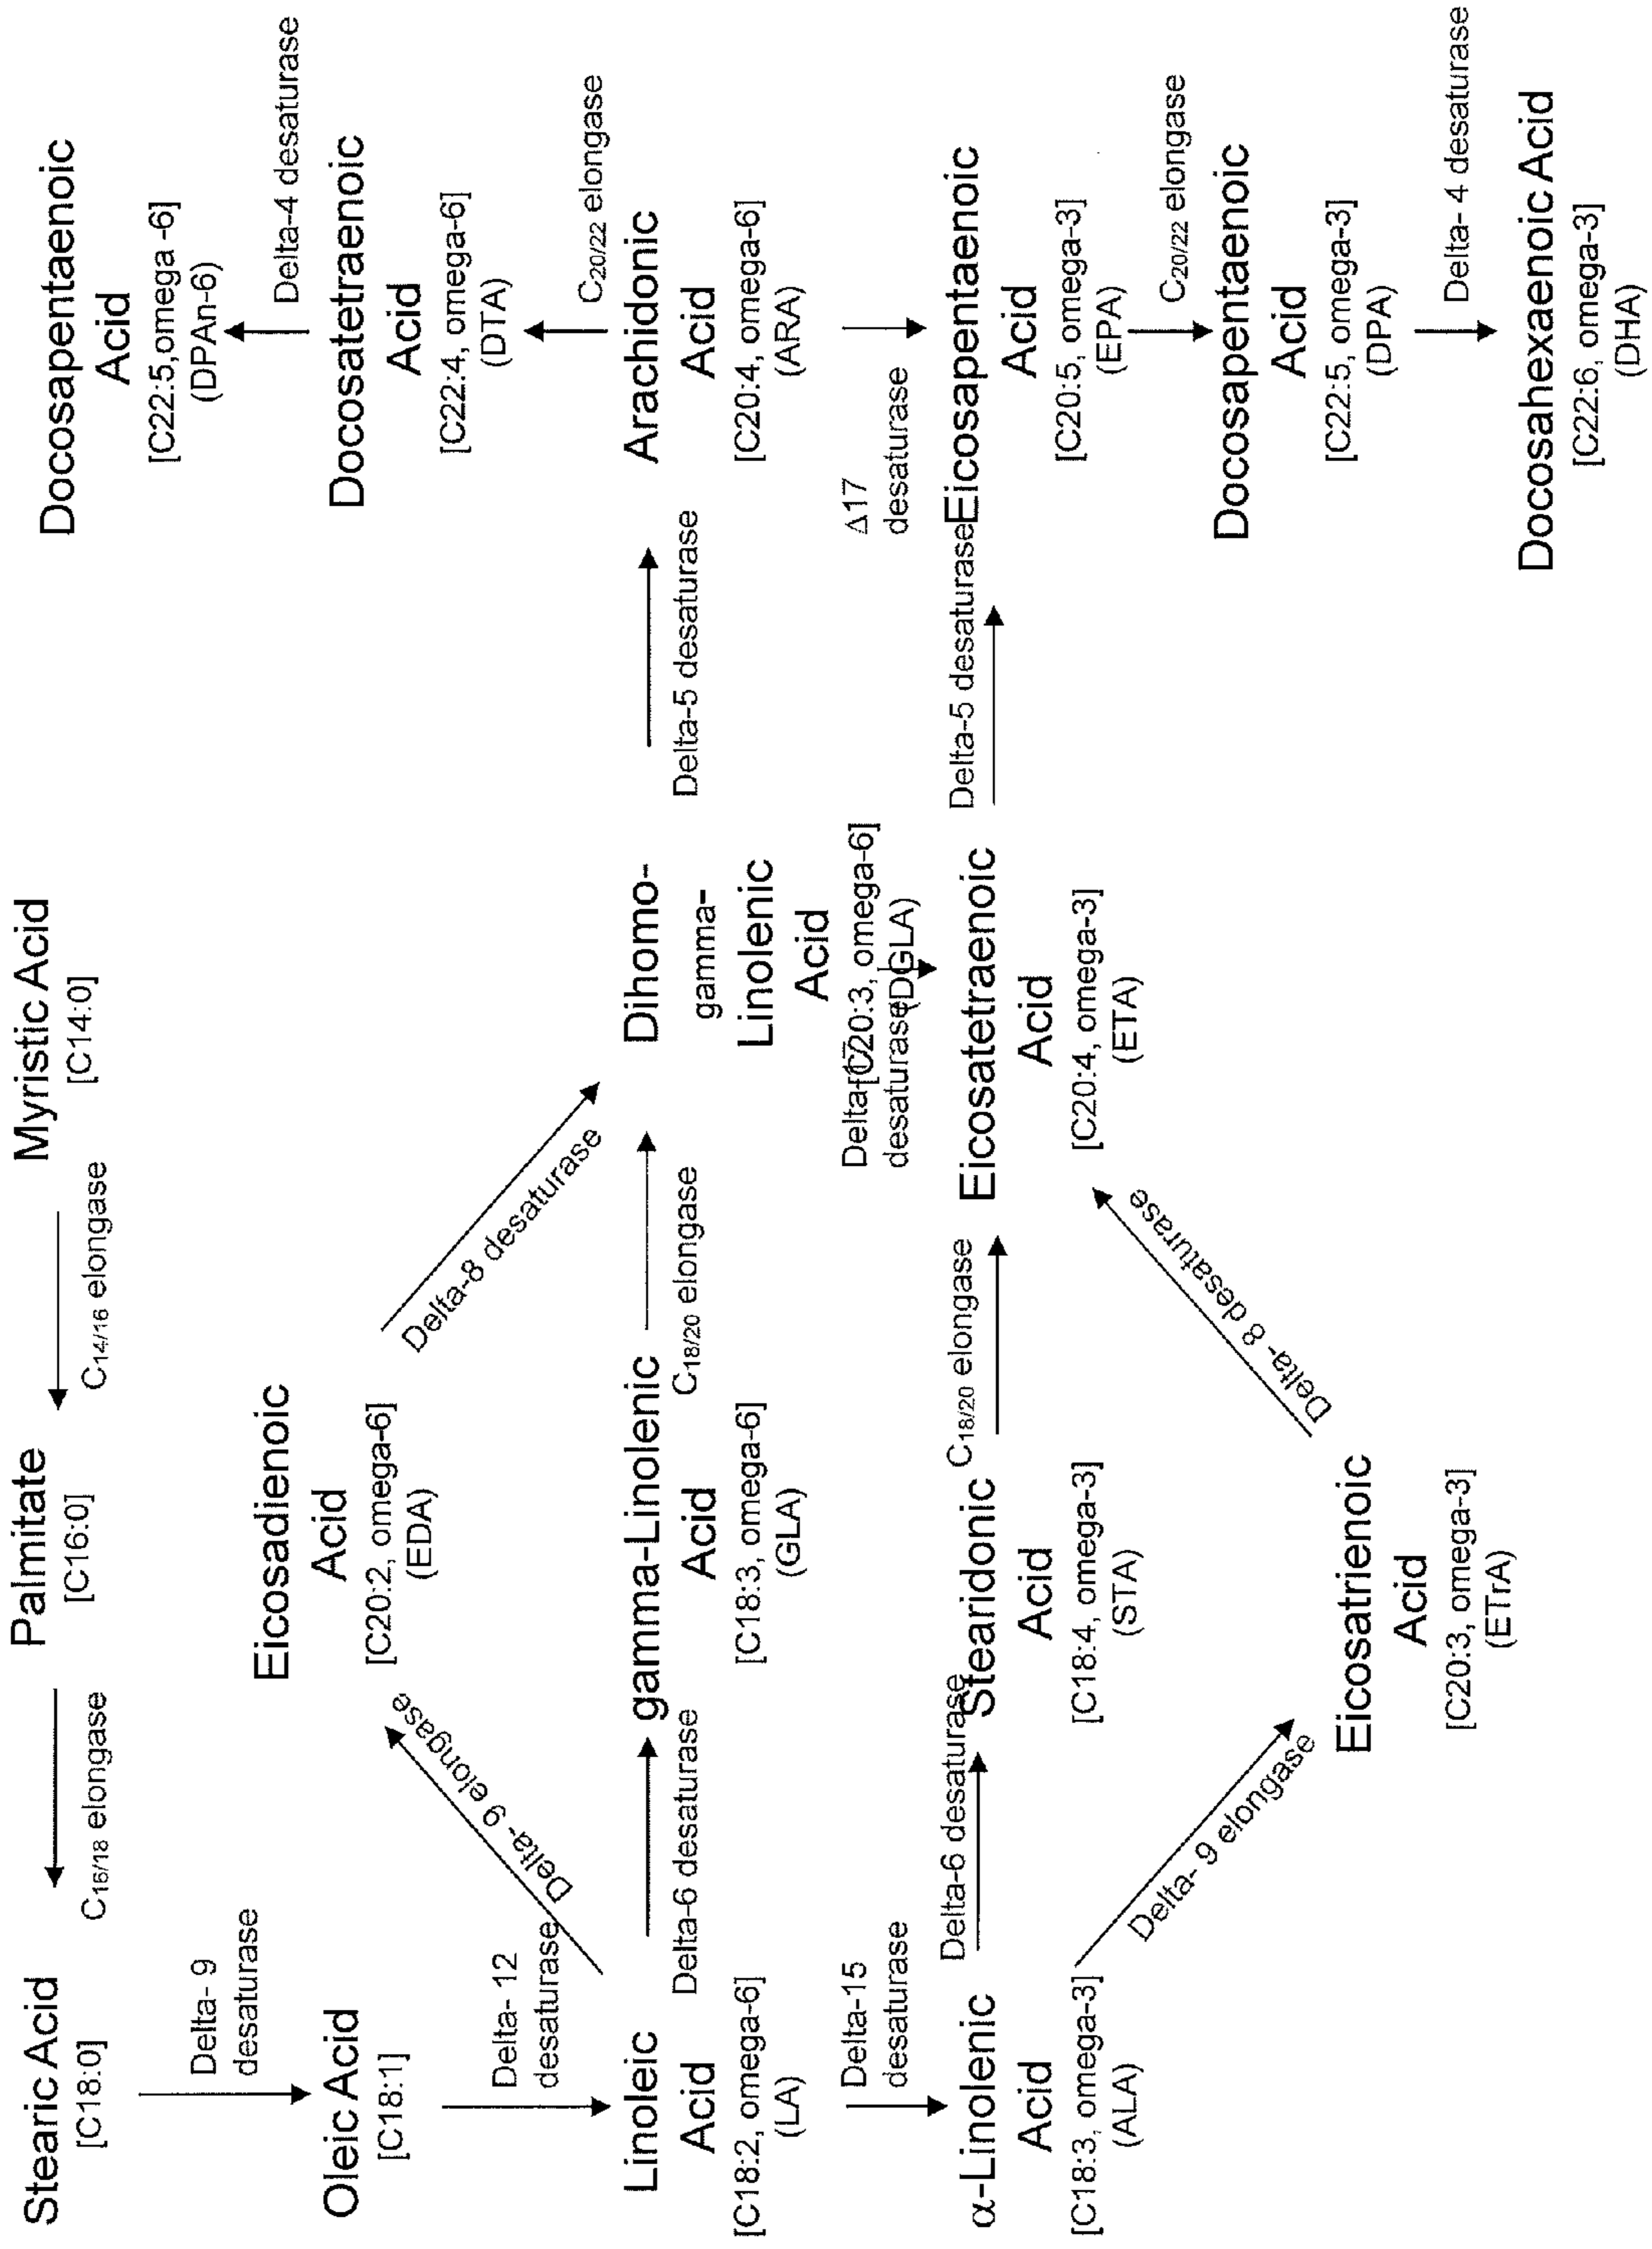 Stearic Acid
[C18:0]
C16/18 elongase
Palmitate
[C16:0]
C14/16 elongase
Myristic Acid
[C14:0]
Delta- 9
desaturase
Oleic Acid
[C18:1]
Delta- 12
desaturase
Delta- 9 elongase
Eicosadienoic
Acid
[C20:2, omega-6]
(EDA)
Delta-8 desaturase
Linoleic
Acid
[C18:2, omega-6]
(LA)
Delta-6 desaturase
gamma-Linolenic
Acid
[C18:3, omega-6]
(GLA)
C18/20 elongase
Dihomo-
gamma-
Linolenic
Acid
[C20:3, omega-6]
(DGLA)
Delta-5 desaturase
Arachidonic
Acid
[C20:4, omega-6]
(ARA)
C20/22 elongase
Docosatetraenoic
Acid
[C22:4, omega-6]
(DTA)
Delta-4 desaturase
Docosapentaenoic
Acid
[C22:5,omega -6]
(DPAn-6)
Delta-15
desaturase
desaturase
Δ17
desaturase
α-Linolenic
Acid
[C18:3, omega-3]
(ALA)
Delta-6 desaturase
Stearidonic
Acid
[C18:4, omega-3]
(STA)
C18/20 elongase
Eicosatetraenoic
Acid
[C20:4, omega-3]
(ETA)
Delta-5 desaturase
Eicosapentaenoic
Acid
[C20:5, omega-3]
(EPA)
Delta- 9 elongase
Eicosatrienoic
Acid
[C20:3, omega-3]
(ETrA)
Delta- 8 desaturase
C20/22 elongase
Docosapentaenoic
Acid
[C22:5, omega-3]
(DPA)
Delta- 4 desaturase
Docosahexaenoic Acid
[C22:6, omega-3]
(DHA)